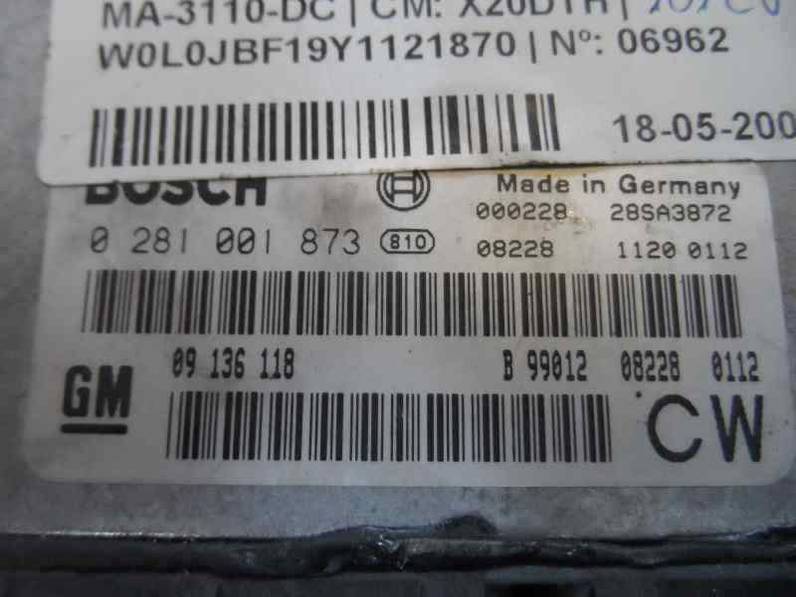 MA-3110-DC | CM: X20DTH |
W0L0JBF19Y1121870 | Nº: 06962
18-05-200
BOSCH
Made in Germany
000228 28SA3872
0 281 001 873 810
08228 1120 0112
09 136 118 B 99012 08228 0112
GM
CW